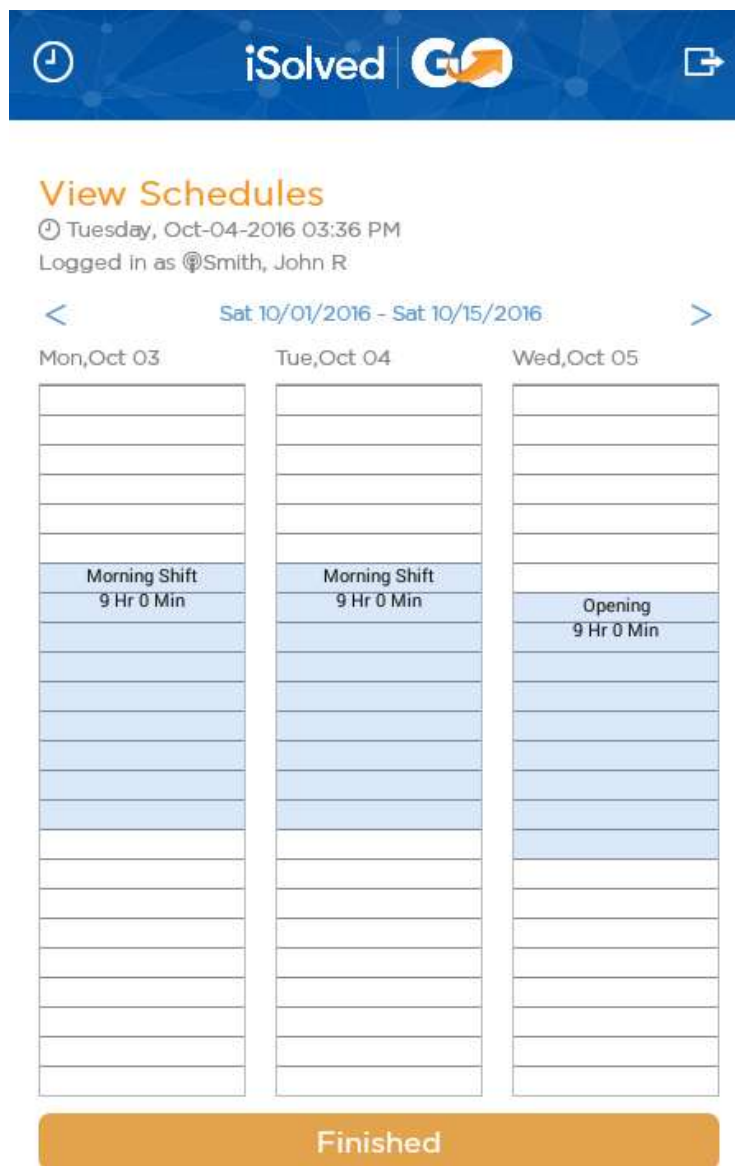 iSolved GO
View Schedules
Tuesday, Oct-04-2016 03:36 PM
Logged in as Smith, John R
< Sat 10/01/2016 - Sat 10/15/2016 >
Mon,Oct 03 Tue,Oct 04 Wed,Oct 05
Morning Shift Morning Shift
9 Hr 0 Min 9 Hr 0 Min
Opening
9 Hr 0 Min
Finished